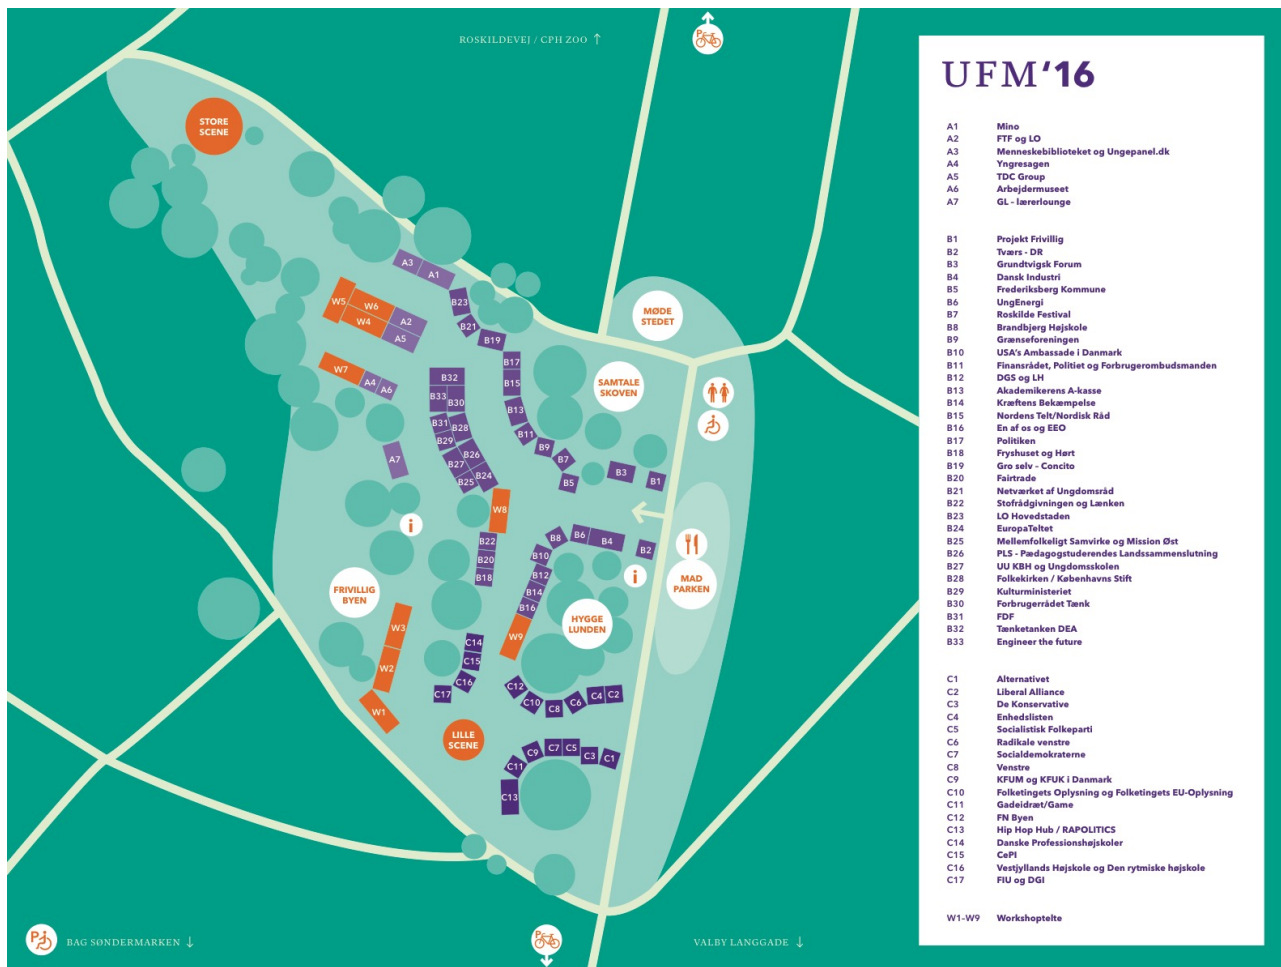 ROSKILDEVEJ / CPH ZOO ↑
P
STORE
SCENE
A3
A1
B23
B21
B19
W5
W6
W4
A2
A5
W7
A4
A6
A7
MØDE
STEDET
SAMTALE
SKOVEN
B17
B15
B13
B11
B9
B7
B5
B3
B1
B32
B33
B30
B31
B28
B29
B26
B27
B24
B25
W8
i
B22
B20
B18
B8
B6
B4
B2
B10
B12
B14
B16
W9
i
MAD
PARKEN
HYGGE
LUNDEN
FRIVILLIG
BYEN
W3
W2
W1
C14
C15
C16
C17
C12
C10
C8
C6
C4
C2
LILLE
SCENE
C13
C11
C9
C7
C5
C3
C1
P
BAG SØNDERMARKEN ↓
P
VALBY LANGGADE ↓
UFM‘16
A1 Mino
A2 FTF og LO
A3 Menneskebiblioteket og Ungepanel.dk
A4 Yngresagen
A5 TDC Group
A6 Arbejdermuseet
A7 GL – lærerlounge
B1 Projekt Frivillig
B2 Tværs - DR
B3 Grundtvigsk Forum
B4 Dansk Industri
B5 Frederiksberg Kommune
B6 UngEnergi
B7 Roskilde Festival
B8 Brandbjerg Højskole
B9 Grænseforeningen
B10 USA’s Ambassade i Danmark
B11 Finansrådet, Politiet og Forbrugerombudsmanden
B12 DGS og LH
B13 Akademikerens A-kasse
B14 Kræftens Bekæmpelse
B15 Nordens Telt/Nordisk Råd
B16 En af os og EEO
B17 Politiken
B18 Fryshuset og Hørt
B19 Gro selv – Concito
B20 Fairtrade
B21 Netværket af Ungdomsråd
B22 Stofrådgivningen og Lænken
B23 LO Hovedstaden
B24 EuropaTeltet
B25 Mellemfolkeligt Samvirke og Mission Øst
B26 PLS - Pædagogstuderendes Landssammenslutning
B27 UU KBH og Ungdomsskolen
B28 Folkekirken / Københavns Stift
B29 Kulturministeriet
B30 Forbrugerrådet Tænk
B31 FDF
B32 Tænketanken DEA
B33 Engineer the future
C1 Alternativet
C2 Liberal Alliance
C3 De Konservative
C4 Enhedslisten
C5 Socialistisk Folkeparti
C6 Radikale venstre
C7 Socialdemokraterne
C8 Venstre
C9 KFUM og KFUK i Danmark
C10 Folketingets Oplysning og Folketingets EU-Oplysning
C11 Gadeidræt/Game
C12 FN Byen
C13 Hip Hop Hub / RAPOLITICS
C14 Danske Professionshøjskoler
C15 CePI
C16 Vestjyllands Højskole og Den rytmiske højskole
C17 FIU og DGI
W1-W9 Workshoptelte